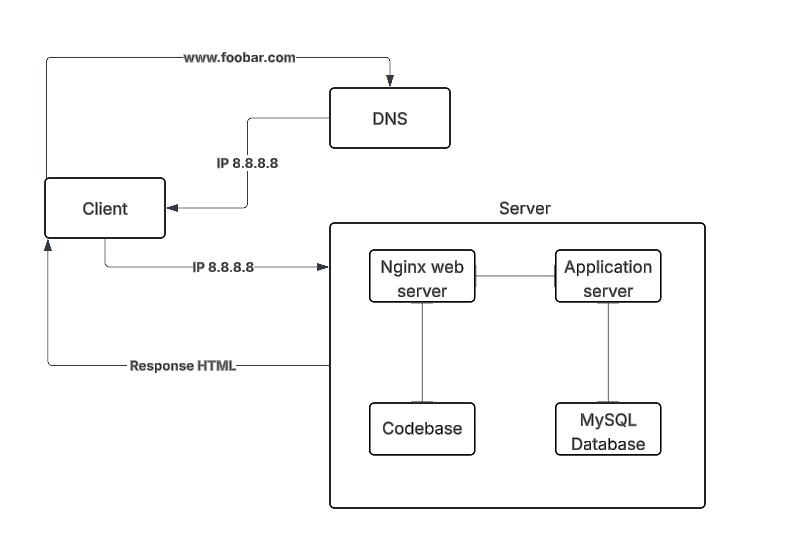 www.foobar.com
DNS
IP 8.8.8.8
Client
Server
IP 8.8.8.8
Nginx web
server
Application
server
Response HTML
Codebase
MySQL
Database